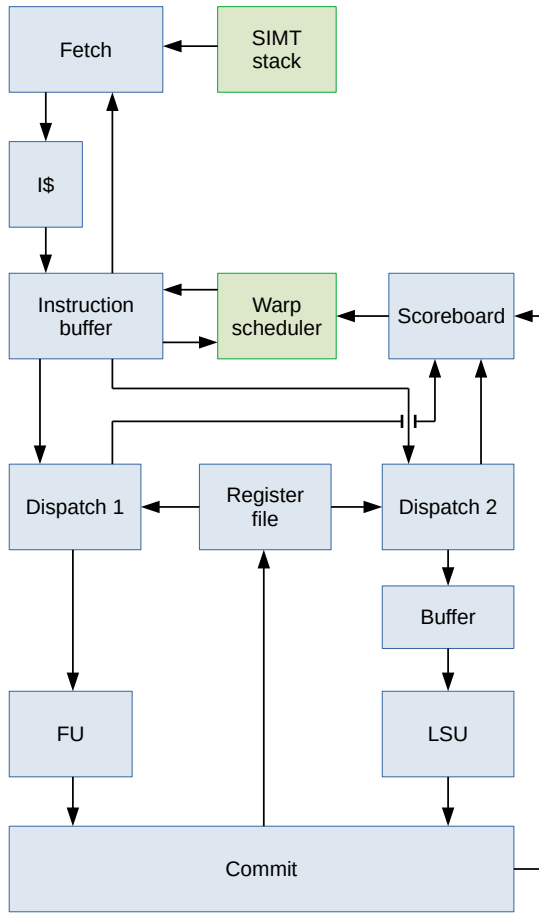 Fetch
SIMT
stack
I$
Instruction
buffer
Warp
scheduler
Scoreboard
Dispatch 1
Register
file
Dispatch 2
Buffer
FU
LSU
Commit